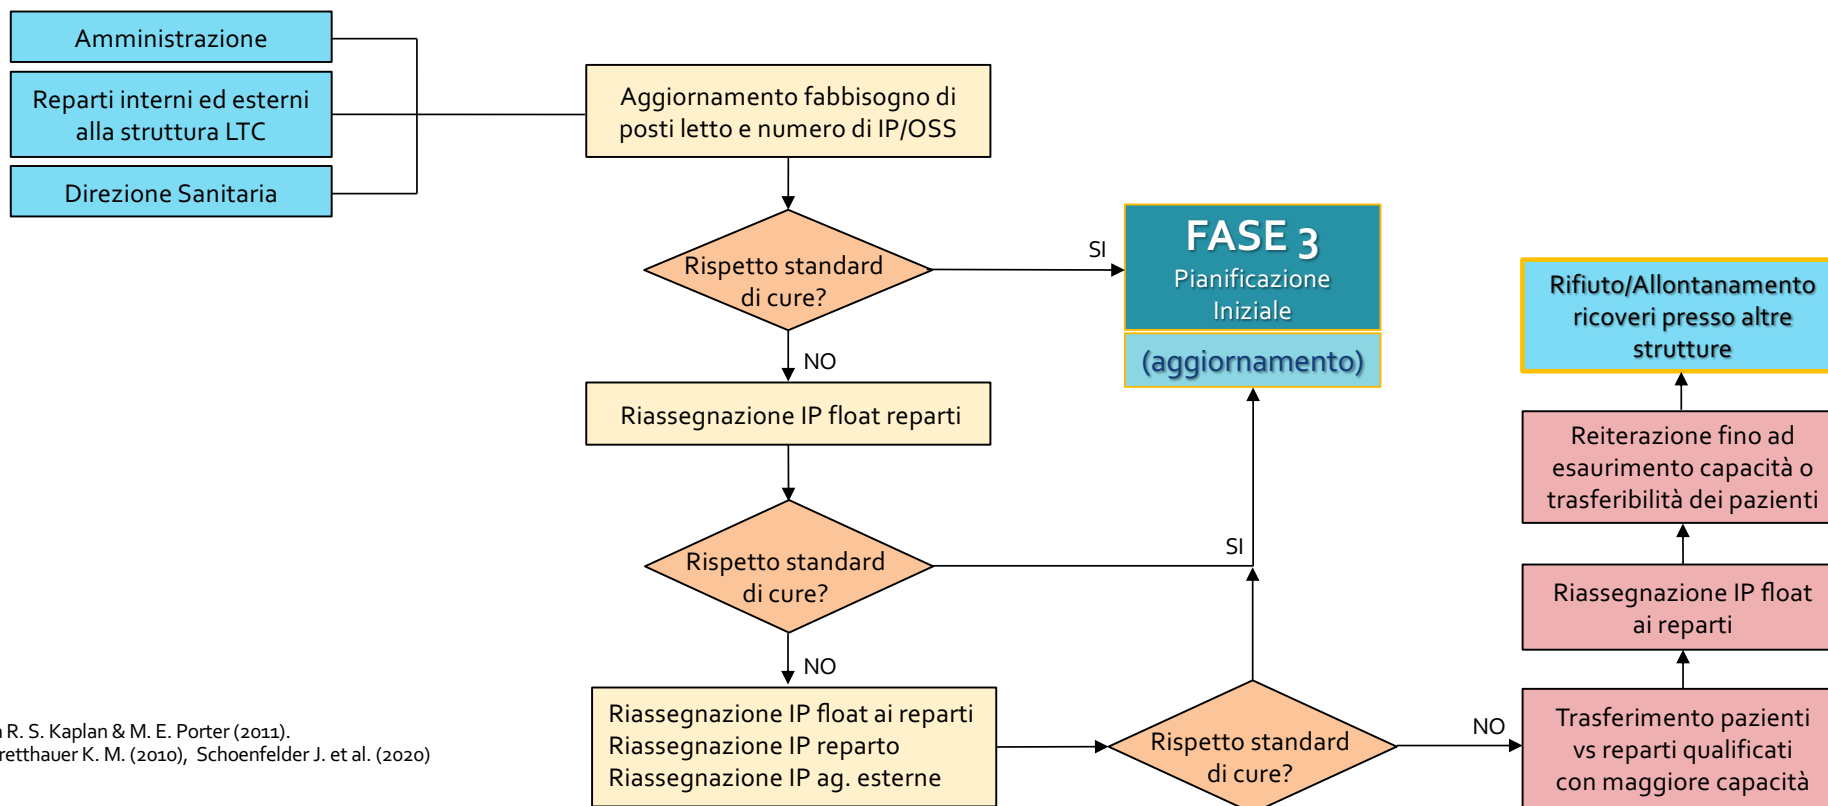 Amministrazione
Reparti interni ed esterni
alla struttura LTC
Direzione Sanitaria
Aggiornamento fabbisogno di
posti letto e numero di IP/OSS
Rispetto standard
di cure?
SI
FASE 3
Pianificazione
Iniziale
(aggiornamento)
NO
Riassegnazione IP float reparti
Rispetto standard
di cure?
SI
NO
Riassegnazione IP float ai reparti
Riassegnazione IP reparto
Riassegnazione IP ag. esterne
Rispetto standard
di cure?
NO
Trasferimento pazienti
vs reparti qualificati
con maggiore capacità
Riassegnazione IP float
ai reparti
Reiterazione fino ad
esaurimento capacità o
trasferibilità dei pazienti
Rifiuto/Allontanamento
ricoveri presso altre
strutture
R. S. Kaplan & M. E. Porter (2011).
retthauer K. M. (2010), Schoenfelder J. et al. (2020)